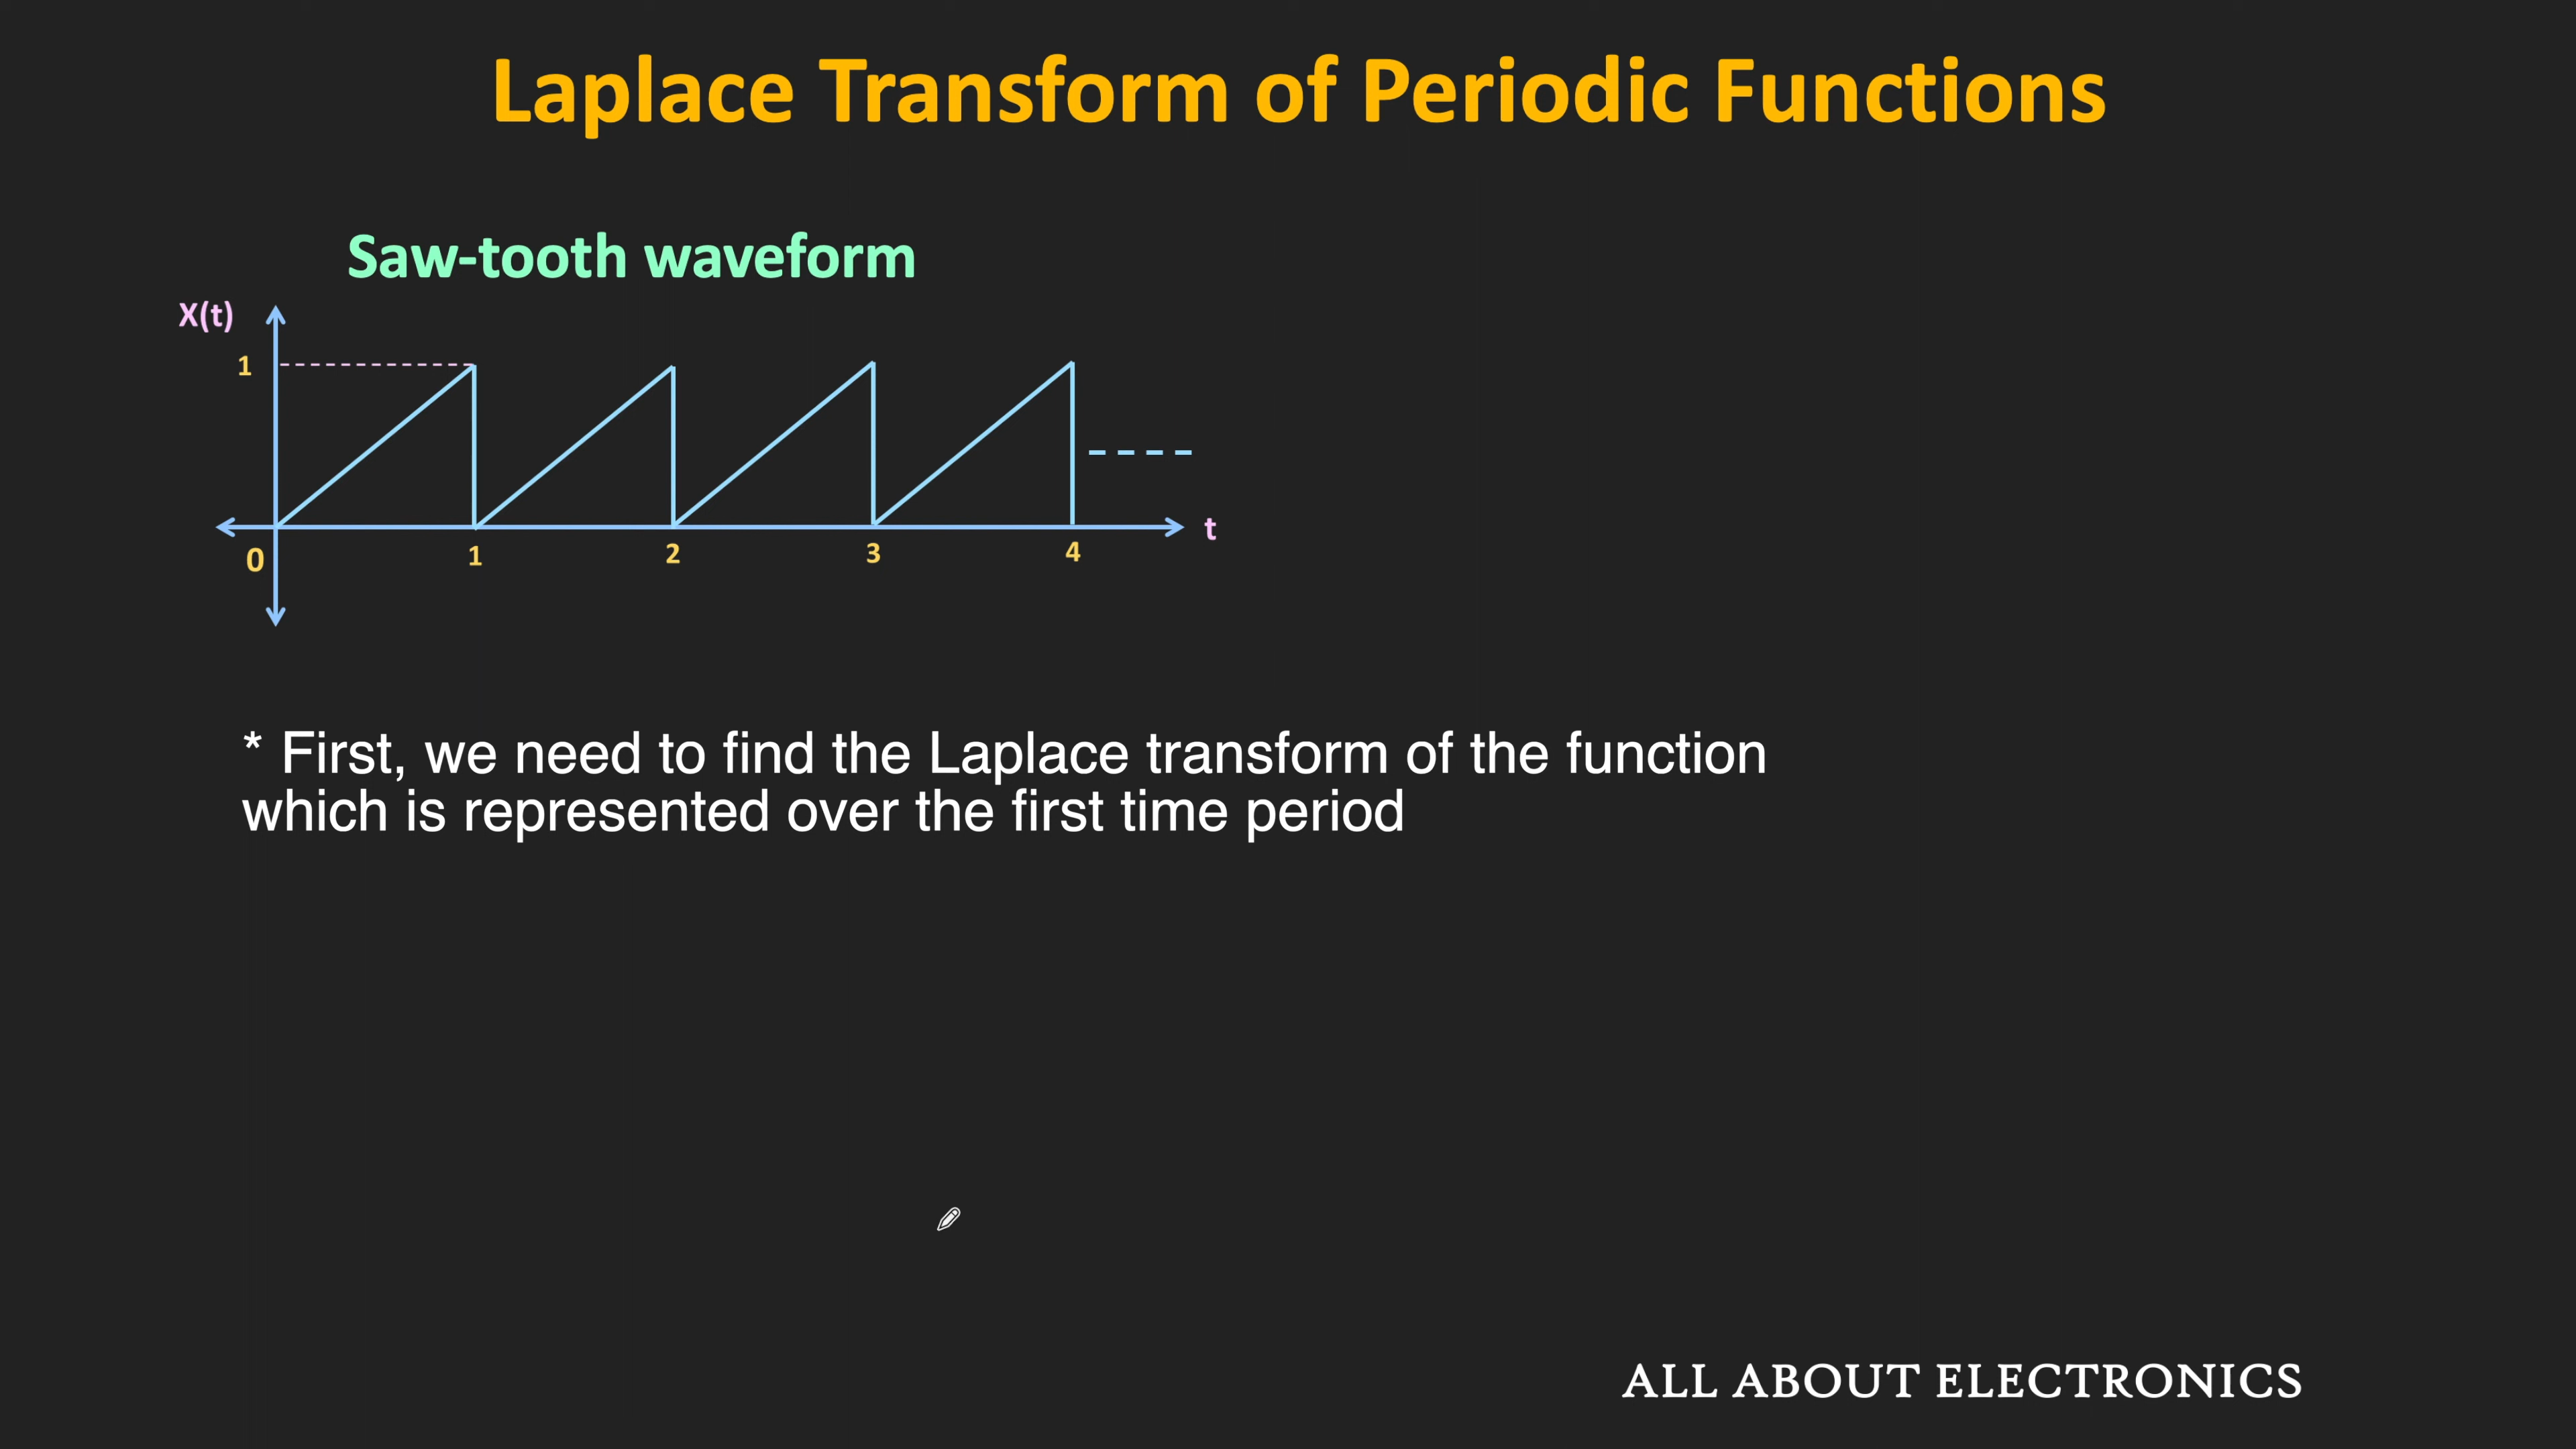 Laplace Transform of Periodic Functions
Saw-tooth waveform
X(t)
1
t
0
1
2
3
4
* First, we need to find the Laplace transform of the function
which is represented over the first time period
ALL ABOUT ELECTRONICS